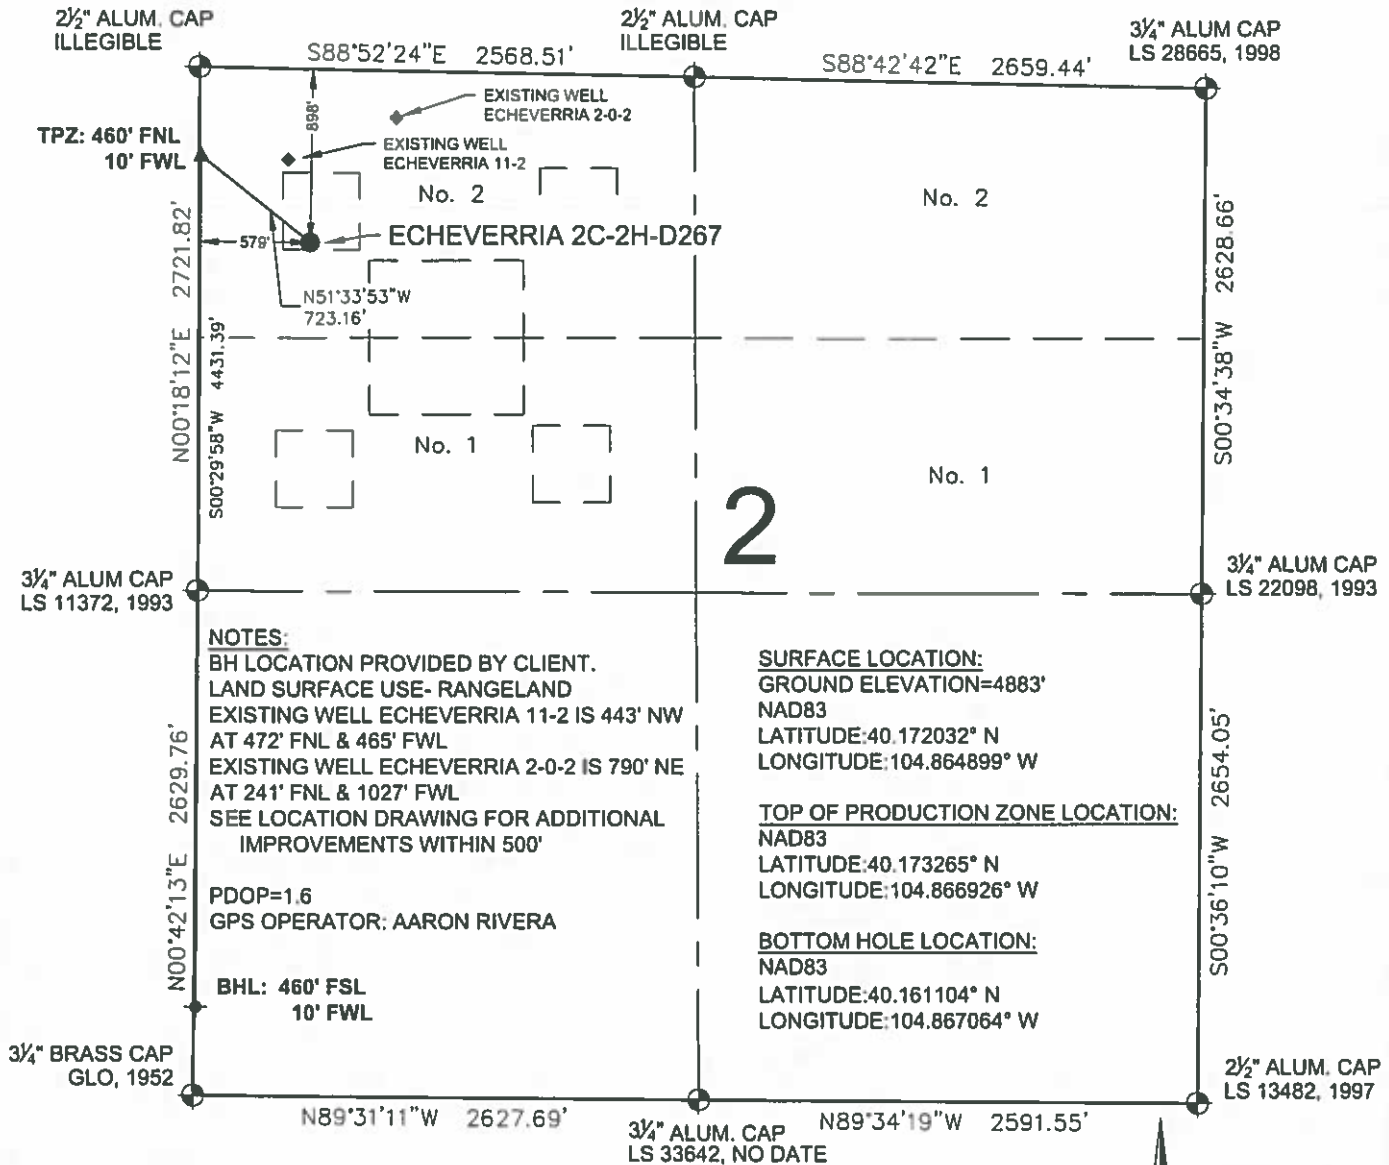 2½" ALUM. CAP
ILLEGIBLE
S88°52'24"E 2568.51'
2½" ALUM. CAP
ILLEGIBLE
S88°42'42"E 2659.44'
3¼" ALUM CAP
LS 28665, 1998
TPZ: 460' FNL
10' FWL
898'
EXISTING WELL
ECHEVERRIA 2-0-2
EXISTING WELL
ECHEVERRIA 11-2
No. 2
No. 2
579'
ECHEVERRIA 2C-2H-D267
N51°33'53"W
723.16'
N00°18'12"E 2721.82'
S00°29'58"W 4431.39'
S00°34'38"W 2628.66'
No. 1
No. 1
2
3¼" ALUM CAP
LS 11372, 1993
3¼" ALUM CAP
LS 22098, 1993
NOTES:
BH LOCATION PROVIDED BY CLIENT.
LAND SURFACE USE- RANGELAND
EXISTING WELL ECHEVERRIA 11-2 IS 443' NW
AT 472' FNL & 465' FWL
EXISTING WELL ECHEVERRIA 2-0-2 IS 790' NE
AT 241' FNL & 1027' FWL
SEE LOCATION DRAWING FOR ADDITIONAL
IMPROVEMENTS WITHIN 500'
PDOP=1.6
GPS OPERATOR: AARON RIVERA
SURFACE LOCATION:
GROUND ELEVATION=4883'
NAD83
LATITUDE:40.172032° N
LONGITUDE:104.864899° W
TOP OF PRODUCTION ZONE LOCATION:
NAD83
LATITUDE:40.173265° N
LONGITUDE:104.866926° W
BOTTOM HOLE LOCATION:
NAD83
LATITUDE:40.161104° N
LONGITUDE:104.867064° W
N00°42'13"E 2629.76'
S00°36'10"W 2654.05'
BHL: 460' FSL
10' FWL
3¼" BRASS CAP
GLO, 1952
N89°31'11"W 2627.69'
3¼" ALUM. CAP
LS 33642, NO DATE
N89°34'19"W 2591.55'
2½" ALUM. CAP
LS 13482, 1997